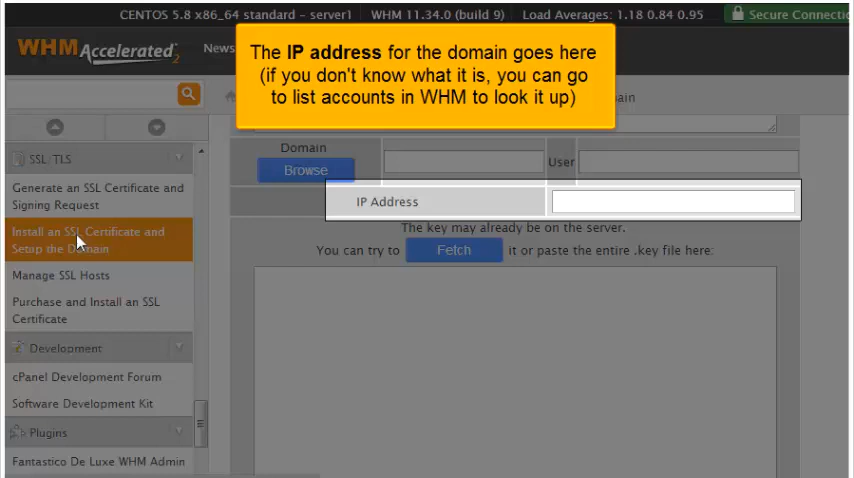 CENTOS 5.8 x86_64 standard – server1 WHM 11.34.0 (build 9) Load Averages: 1.18 0.84 0.95 Secure Connecti
WHM Accelerated2 News
The IP address for the domain goes here
(if you don't know what it is, you can go
to list accounts in WHM to look it up)
ain
SSL/TLS
Generate an SSL Certificate and
Signing Request
Install an SSL Certificate and
Setup the Domain
Manage SSL Hosts
Purchase and Install an SSL
Certificate
Development
cPanel Development Forum
Software Development Kit
Plugins
Fantastico De Luxe WHM Admin
Domain
Browse
User
IP Address
The key may already be on the server.
You can try to Fetch it or paste the entire .key file here: